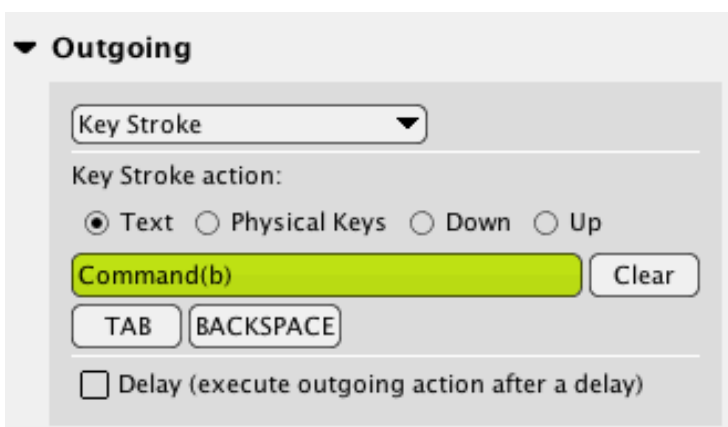 Outgoing
Key Stroke
Key Stroke action:
Text Physical Keys Down Up
Command(b) Clear
TAB BACKSPACE
Delay (execute outgoing action after a delay)